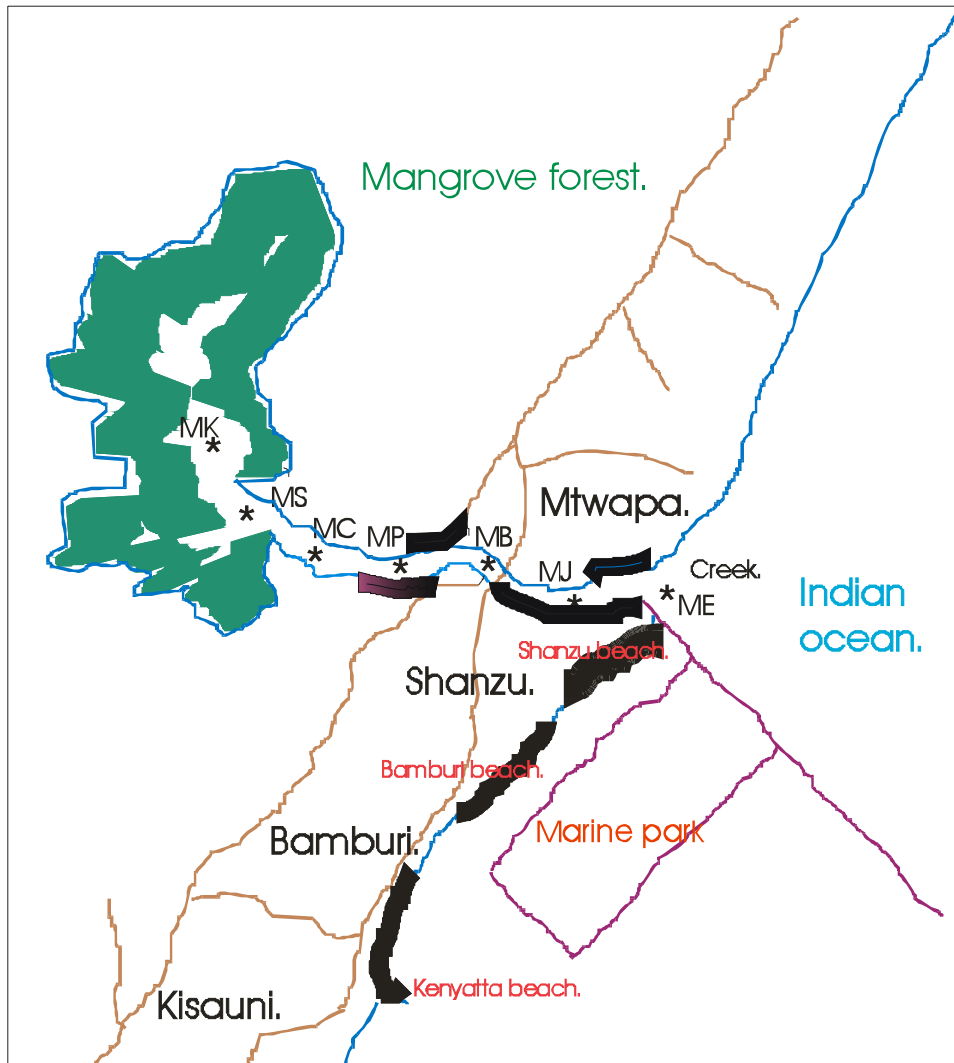 Mangrove forest.
MK
*
MS
*
MC
*
MP
*
MB
*
Mtwapa.
MJ
*
Creek.
*
ME
Indian
ocean.
Shanzu beach.
Shanzu.
Bamburi beach.
Marine park
Bamburi.
Kenyatta beach.
Kisauni.